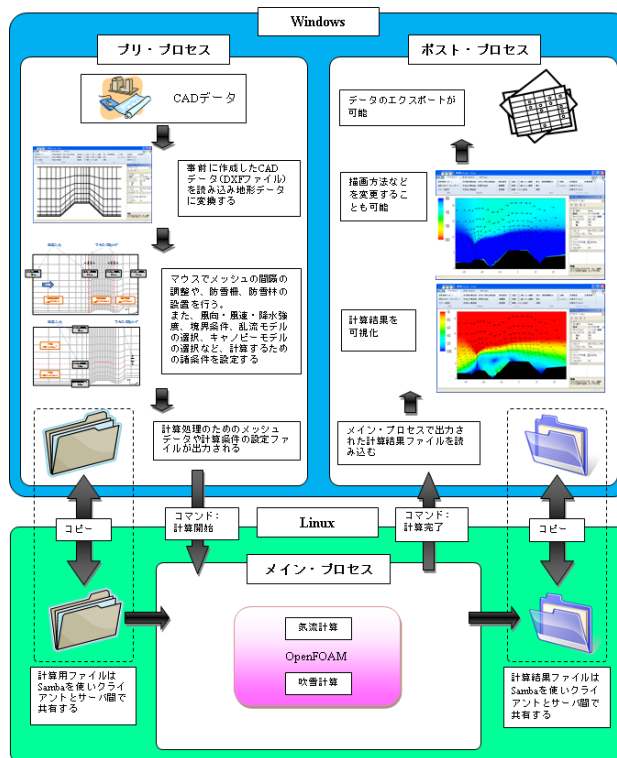 Windows
プリ・プロセス
CADデータ
事前に作成したCAD
データ(DXFファイル)
を読み込み地形データ
に変換する
マウスでメッシュの間隔の
調整や、防雪柵、防雪林の
設置を行う。
また、風向・風速・降水強
度、境界条件、乱流モデル
の選択、キャノピーモデル
の選択など、計算するため
の諸条件を設定する
計算処理のためのメッシュ
データや計算条件の設定ファ
イルが出力される
ポスト・プロセス
データのエクスポートが
可能
描画方法など
を変更するこ
とも可能
計算結果を
可視化
メイン・プロセスで出力さ
れた計算結果ファイルを読
み込む
コピー
コマンド:
計算開始
Linux
コマンド:
計算完了
コピー
メイン・プロセス
気流計算
OpenFOAM
吹雪計算
計算用ファイルは
Sambaを使いクライ
アントとサーバ間で
共有する
計算結果ファイルは
Sambaを使いクライ
アントとサーバ間で
共有する